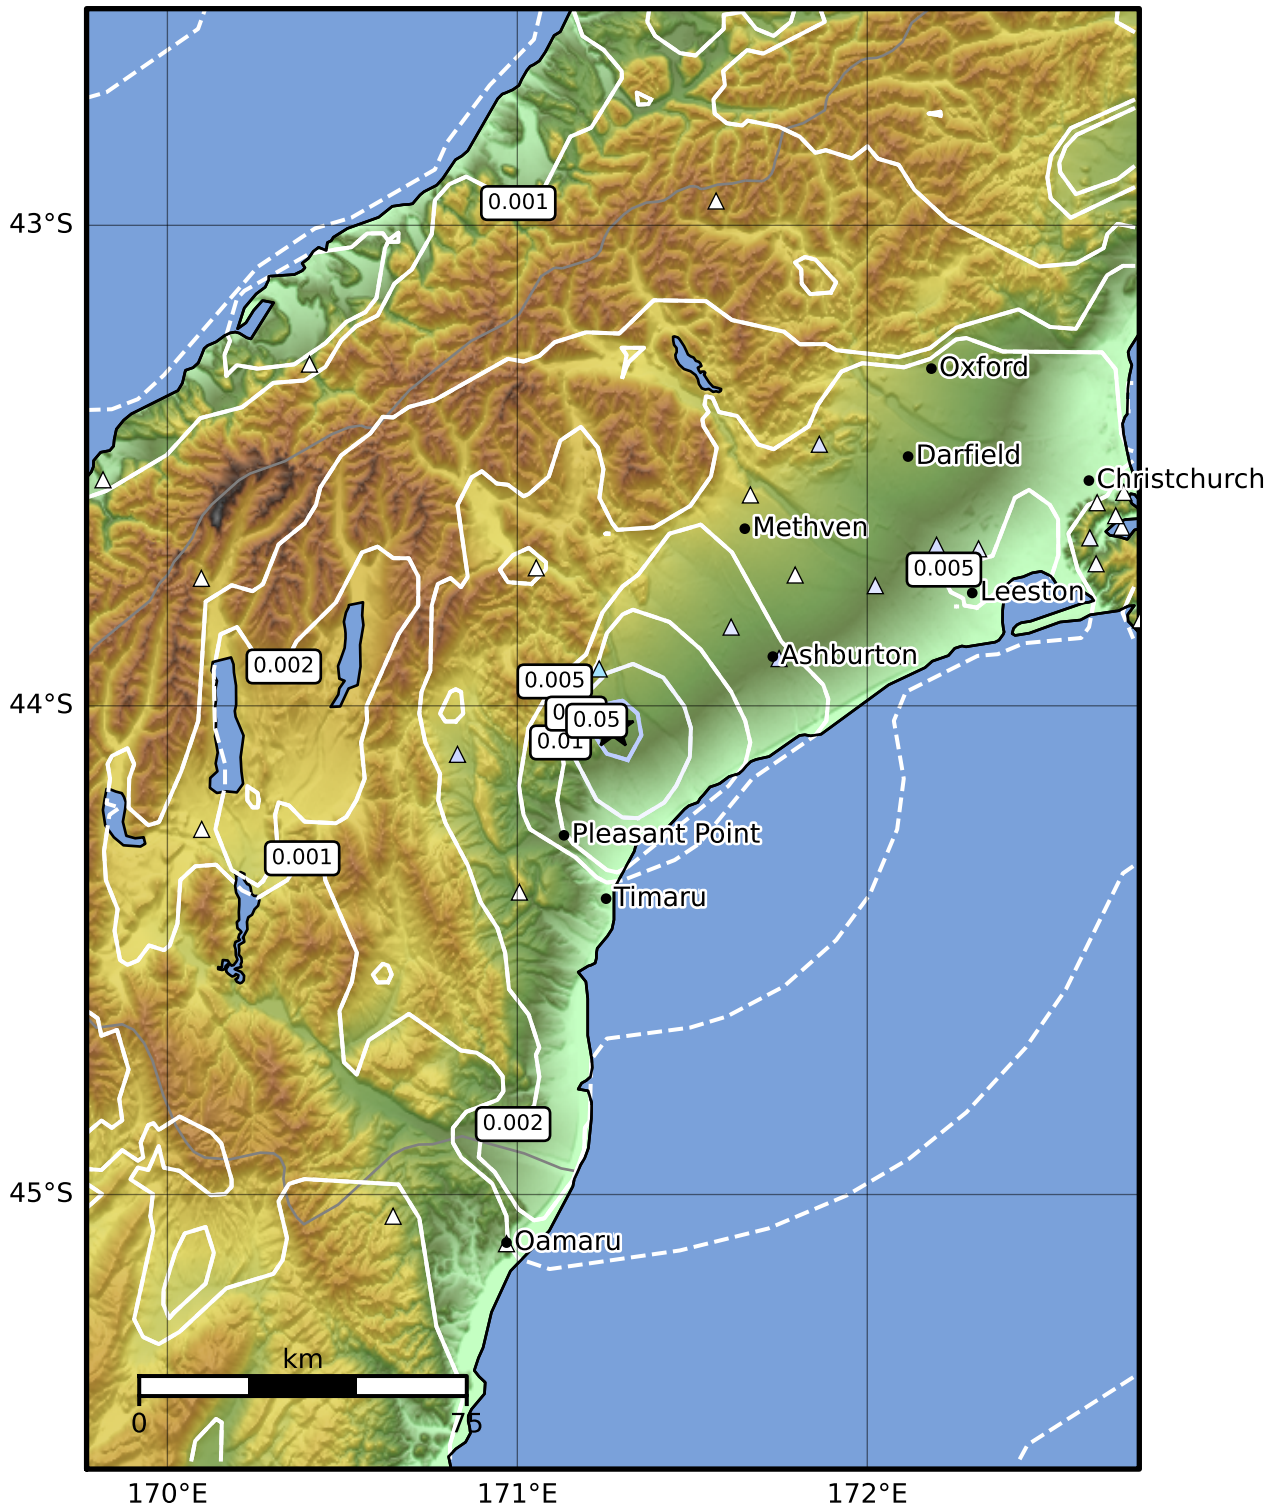 0.001
43°S
Oxford
Darfield
Christchurch
Methven
0.005
Leeston
Ashburton
0.002
0.005
44°S
0.05
0.01
Pleasant Point
0.001
Timaru
0.002
45°S
Oamaru
km
0
75
170°E
171°E
172°E